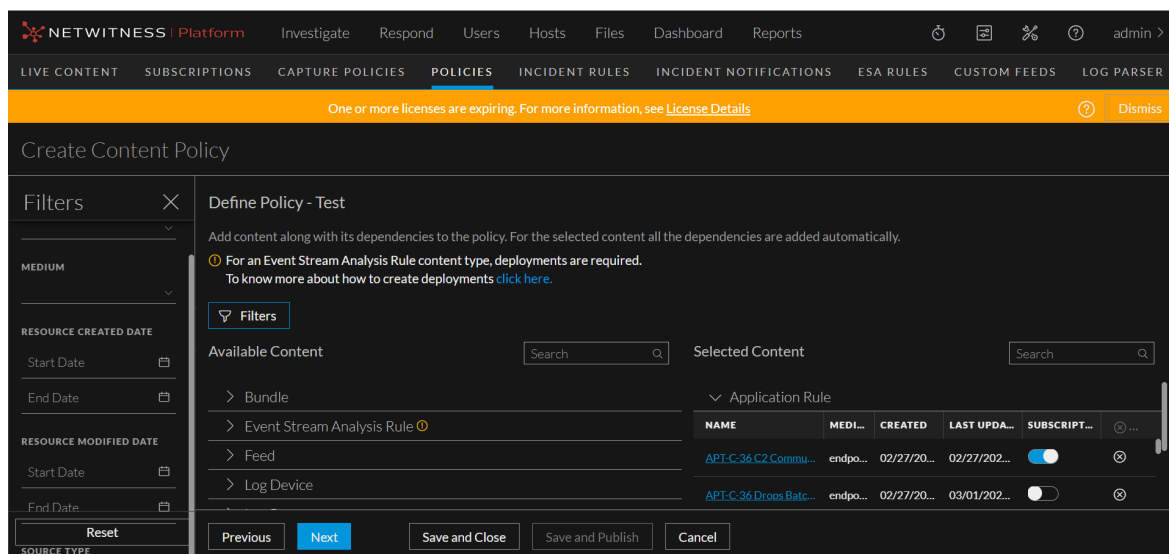 NETWITNESS Platform Investigate Respond Users Hosts Files Dashboard Reports admin >
LIVE CONTENT SUBSCRIPTIONS CAPTURE POLICIES POLICIES INCIDENT RULES INCIDENT NOTIFICATIONS ESA RULES CUSTOM FEEDS LOG PARSER
One or more licenses are expiring. For more information, see License Details Dismiss
Create Content Policy
Filters
MEDIUM
RESOURCE CREATED DATE
Start Date
End Date
RESOURCE MODIFIED DATE
Start Date
End Date
Reset
SOURCE TYPE
Define Policy - Test
Add content along with its dependencies to the policy. For the selected content all the dependencies are added automatically.
For an Event Stream Analysis Rule content type, deployments are required.
To know more about how to create deployments click here.
Filters
Available Content Search
Bundle
Event Stream Analysis Rule
Feed
Log Device
Selected Content Search
Application Rule
NAME MEDI... CREATED LAST UPDA... SUBSCRIPT... ...
APT-C-36 C2 Commu... endpo... 02/27/20... 02/27/202...
APT-C-36 Drops Batc... endpo... 02/27/20... 03/01/202...
Previous Next Save and Close Save and Publish Cancel